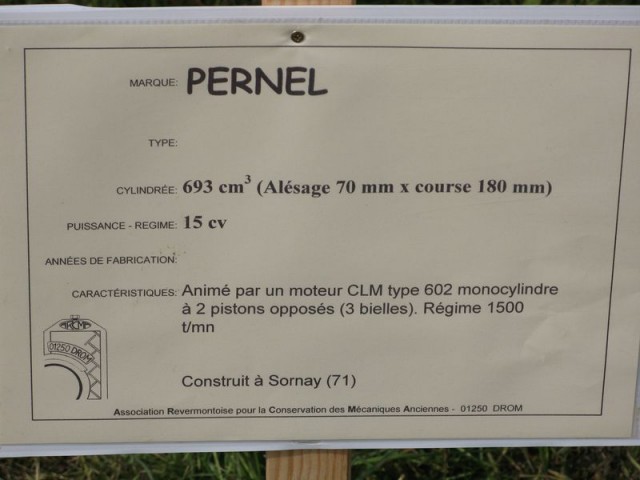 MARQUE: PERNEL
TYPE:
CYLINDRÉE: 693 cm³ (Alésage 70 mm x course 180 mm)
PUISSANCE - REGIME: 15 cv
ANNÉES DE FABRICATION:
CARACTÉRISTIQUES: Animé par un moteur CLM type 602 monocylindre
à 2 pistons opposés (3 bielles). Régime 1500
t/mn
ARCMA
01250 DROM
Construit à Sornay (71)
Association Revermontoise pour la Conservation des Mécaniques Anciennes - 01250 DROM